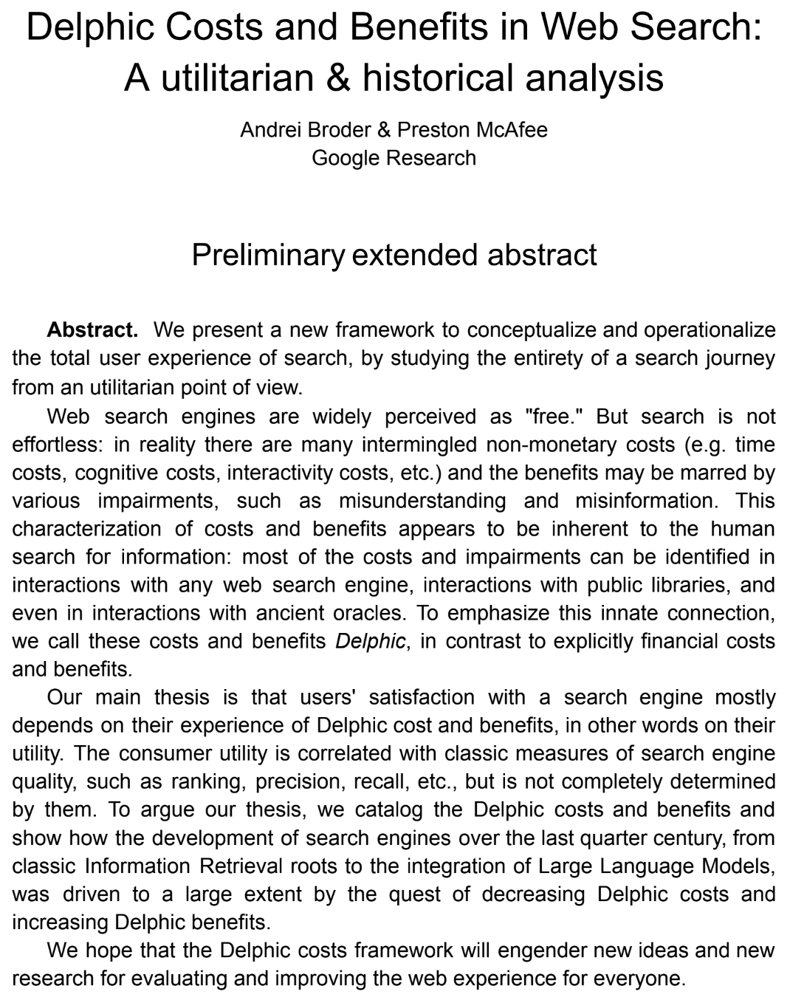 Delphic Costs and Benefits in Web Search:
A utilitarian & historical analysis
Andrei Broder & Preston McAfee
Google Research
Preliminary extended abstract
Abstract. We present a new framework to conceptualize and operationalize
the total user experience of search, by studying the entirety of a search journey
from an utilitarian point of view.
Web search engines are widely perceived as "free." But search is not
effortless: in reality there are many intermingled non-monetary costs (e.g. time
costs, cognitive costs, interactivity costs, etc.) and the benefits may be marred by
various impairments, such as misunderstanding and misinformation. This
characterization of costs and benefits appears to be inherent to the human
search for information: most of the costs and impairments can be identified in
interactions with any web search engine, interactions with public libraries, and
even in interactions with ancient oracles. To emphasize this innate connection,
we call these costs and benefits Delphic, in contrast to explicitly financial costs
and benefits.
Our main thesis is that users' satisfaction with a search engine mostly
depends on their experience of Delphic cost and benefits, in other words on their
utility. The consumer utility is correlated with classic measures of search engine
quality, such as ranking, precision, recall, etc., but is not completely determined
by them. To argue our thesis, we catalog the Delphic costs and benefits and
show how the development of search engines over the last quarter century, from
classic Information Retrieval roots to the integration of Large Language Models,
was driven to a large extent by the quest of decreasing Delphic costs and
increasing Delphic benefits.
We hope that the Delphic costs framework will engender new ideas and new
research for evaluating and improving the web experience for everyone.